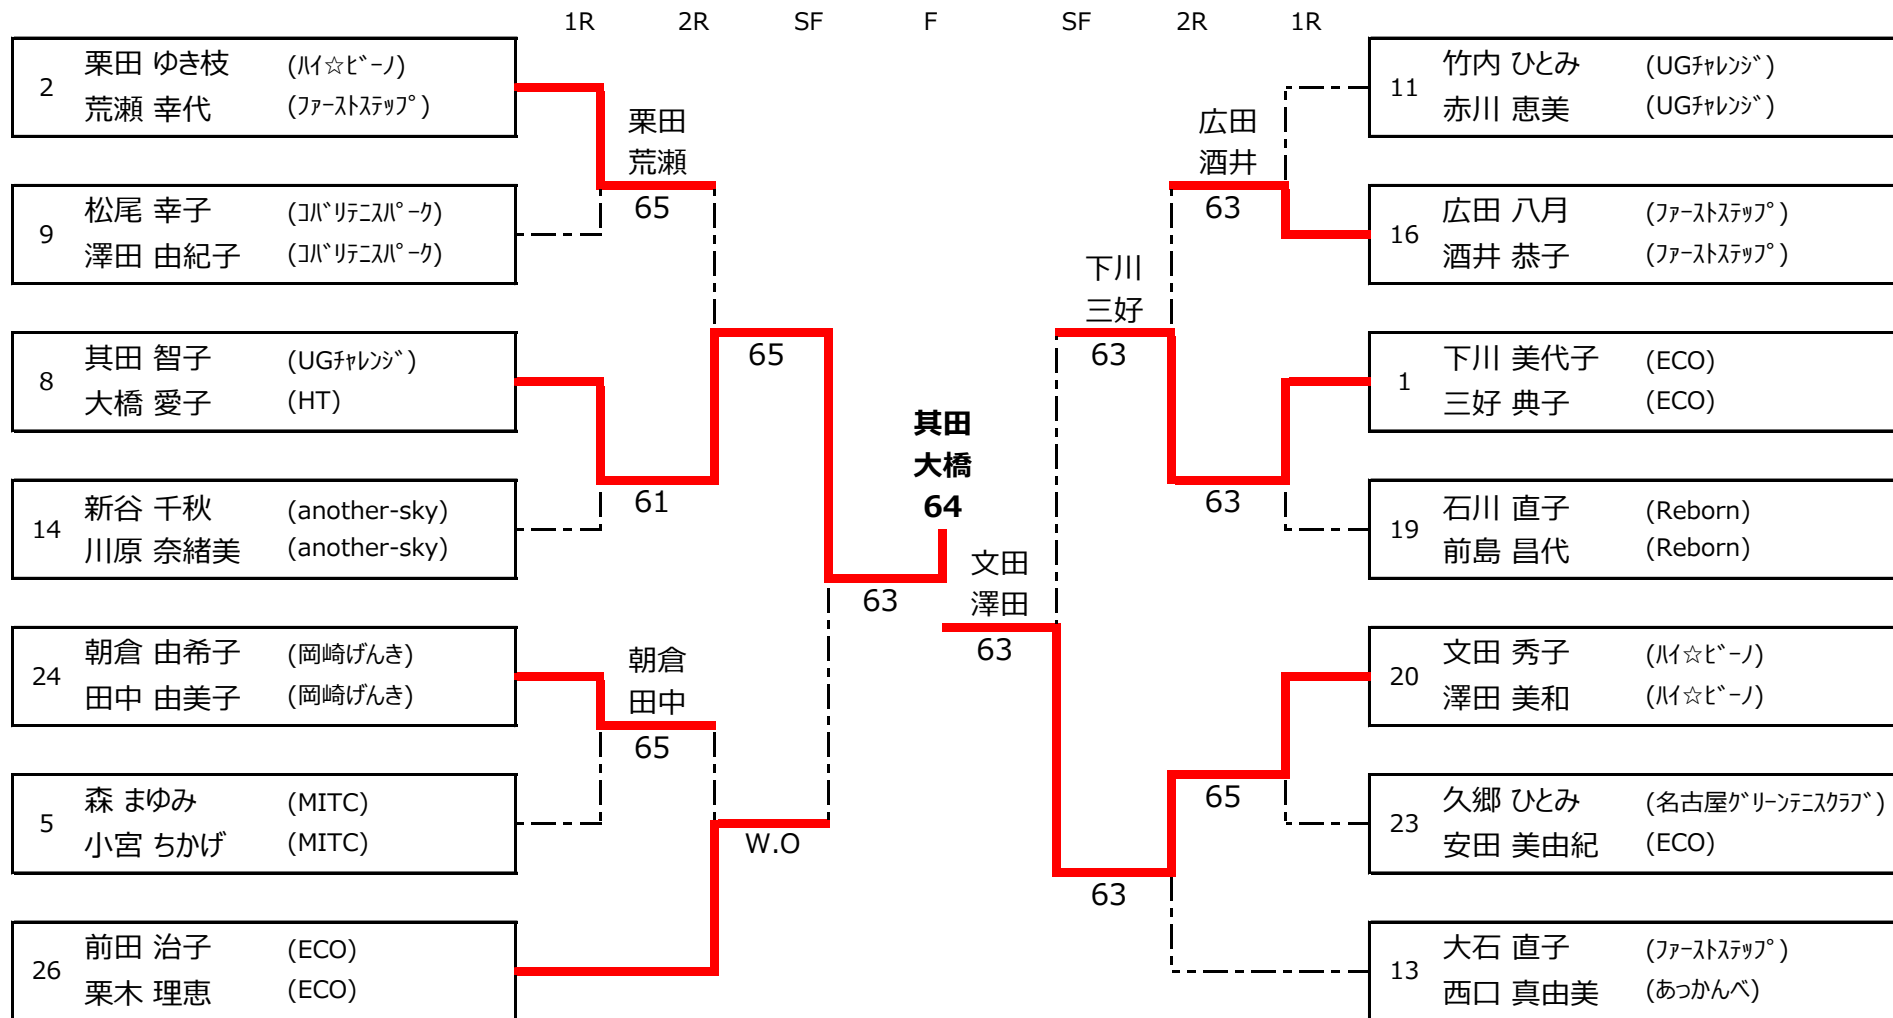 1R 2R SF F SF 2R 1R
2 栗田 ゆき枝 (ﾊｲ☆ﾋﾞｰﾉ)
荒瀬 幸代 (ﾌｧｰｽﾄｽﾃｯﾌﾟ)
栗田
荒瀬
65
9 松尾 幸子 (ｺﾊﾞﾘﾃﾆｽﾊﾟｰｸ)
澤田 由紀子 (ｺﾊﾞﾘﾃﾆｽﾊﾟｰｸ)
65
8 其田 智子 (UGﾁｬﾚﾝｼﾞ)
大橋 愛子 (HT)
61
14 新谷 千秋 (another-sky)
川原 奈緒美 (another-sky)
63
24 朝倉 由希子 (岡崎げんき)
田中 由美子 (岡崎げんき)
朝倉
田中
65
5 森 まゆみ (MITC)
小宮 ちかげ (MITC)
W.O
26 前田 治子 (ECO)
栗木 理恵 (ECO)
其田
大橋
64
文田
澤田
63
下川
三好
63
広田
酒井
63
11 竹内 ひとみ (UGﾁｬﾚﾝｼﾞ)
赤川 恵美 (UGﾁｬﾚﾝｼﾞ)
16 広田 八月 (ﾌｧｰｽﾄｽﾃｯﾌﾟ)
酒井 恭子 (ﾌｧｰｽﾄｽﾃｯﾌﾟ)
1 下川 美代子 (ECO)
三好 典子 (ECO)
63
19 石川 直子 (Reborn)
前島 昌代 (Reborn)
20 文田 秀子 (ﾊｲ☆ﾋﾞｰﾉ)
澤田 美和 (ﾊｲ☆ﾋﾞｰﾉ)
65
23 久郷 ひとみ (名古屋ｸﾞﾘｰﾝﾃﾆｽｸﾗﾌﾞ)
安田 美由紀 (ECO)
63
13 大石 直子 (ﾌｧｰｽﾄｽﾃｯﾌﾟ)
西口 真由美 (あっかんべ)